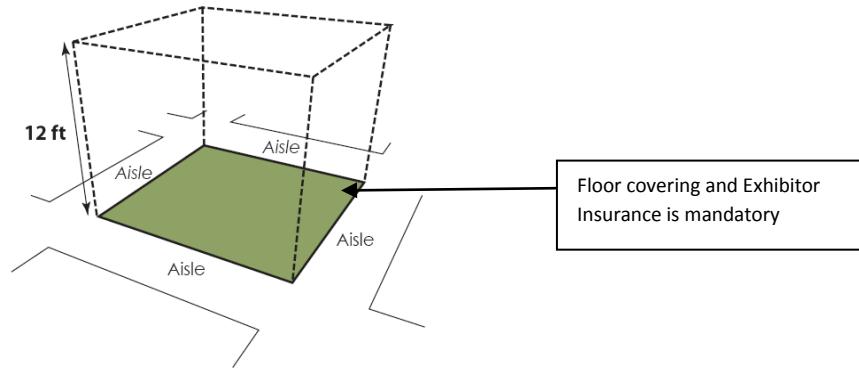 12 ft
Aisle
Aisle
Aisle
Aisle
Floor covering and Exhibitor
Insurance is mandatory